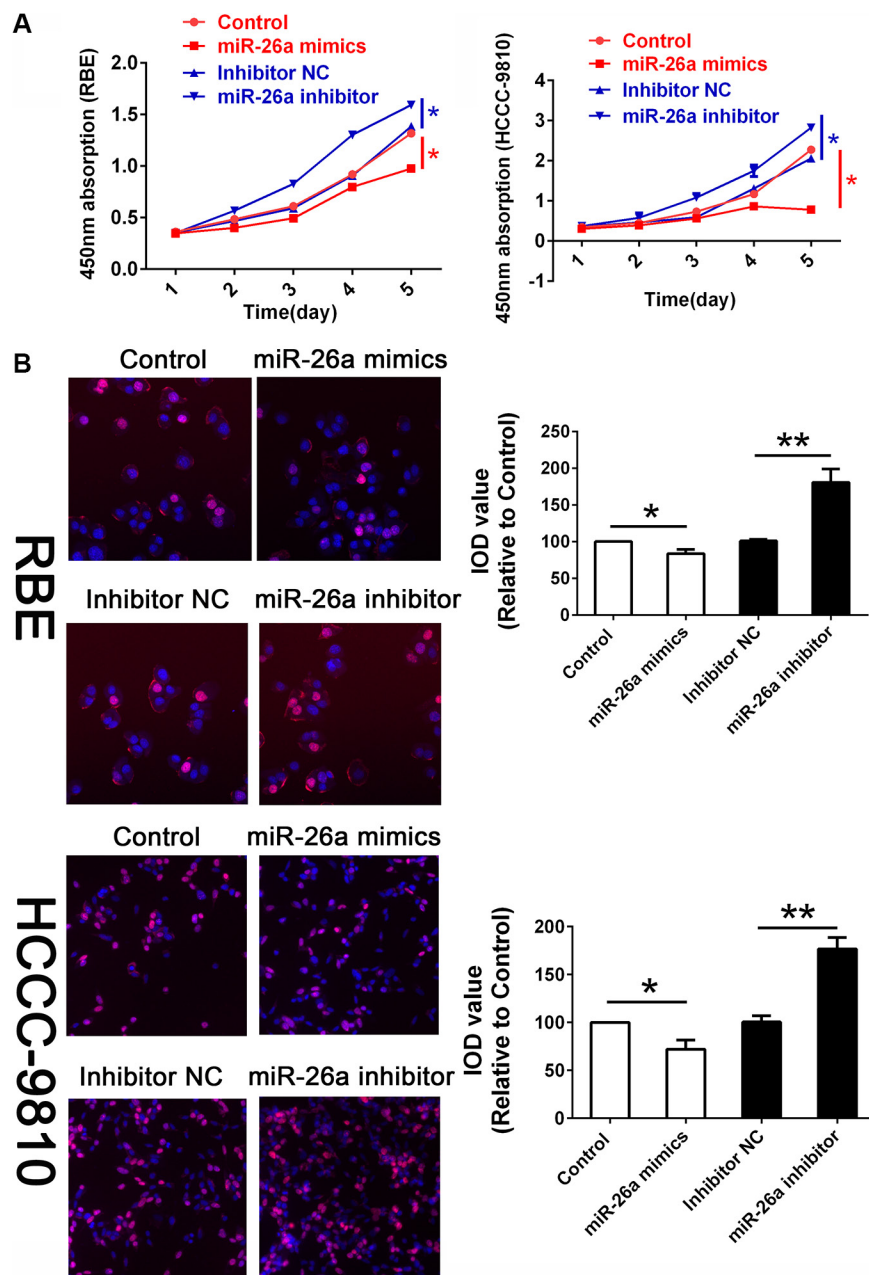 A
Control
miR-26a mimics
Inhibitor NC
miR-26a inhibitor
450nm absorption (RBE)
2.0
1.5
1.0
0.5
0.0
*
*
1
2
3
4
5
Time(day)
Control
miR-26a mimics
Inhibitor NC
miR-26a inhibitor
450nm absorption (HCCC-9810)
4
3
2
1
0
-1
*
*
1
2
3
4
5
Time(day)
B
RBE
Control
miR-26a mimics
Inhibitor NC
miR-26a inhibitor
IOD value
(Relative to Control)
250
200
150
100
50
0
*
**
Control
miR-26a mimics
Inhibitor NC
miR-26a inhibitor
HCCC-9810
Control
miR-26a mimics
Inhibitor NC
miR-26a inhibitor
IOD value
(Relative to Control)
200
150
100
50
0
*
**
Control
miR-26a mimics
Inhibitor NC
miR-26a inhibitor